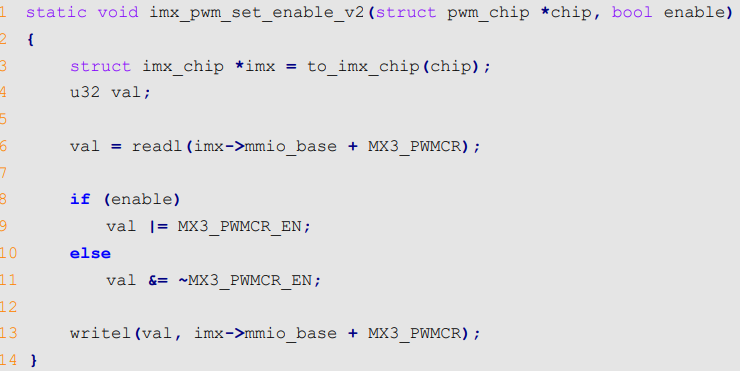 1 static void imx_pwm_set_enable_v2(struct pwm_chip *chip, bool enable)
2 {
3 struct imx_chip *imx = to_imx_chip(chip);
4 u32 val;
5
6 val = readl(imx->mmio_base + MX3_PWMCR);
7
8 if (enable)
9 val |= MX3_PWMCR_EN;
10 else
11 val &= ~MX3_PWMCR_EN;
12
13 writel(val, imx->mmio_base + MX3_PWMCR);
14 }